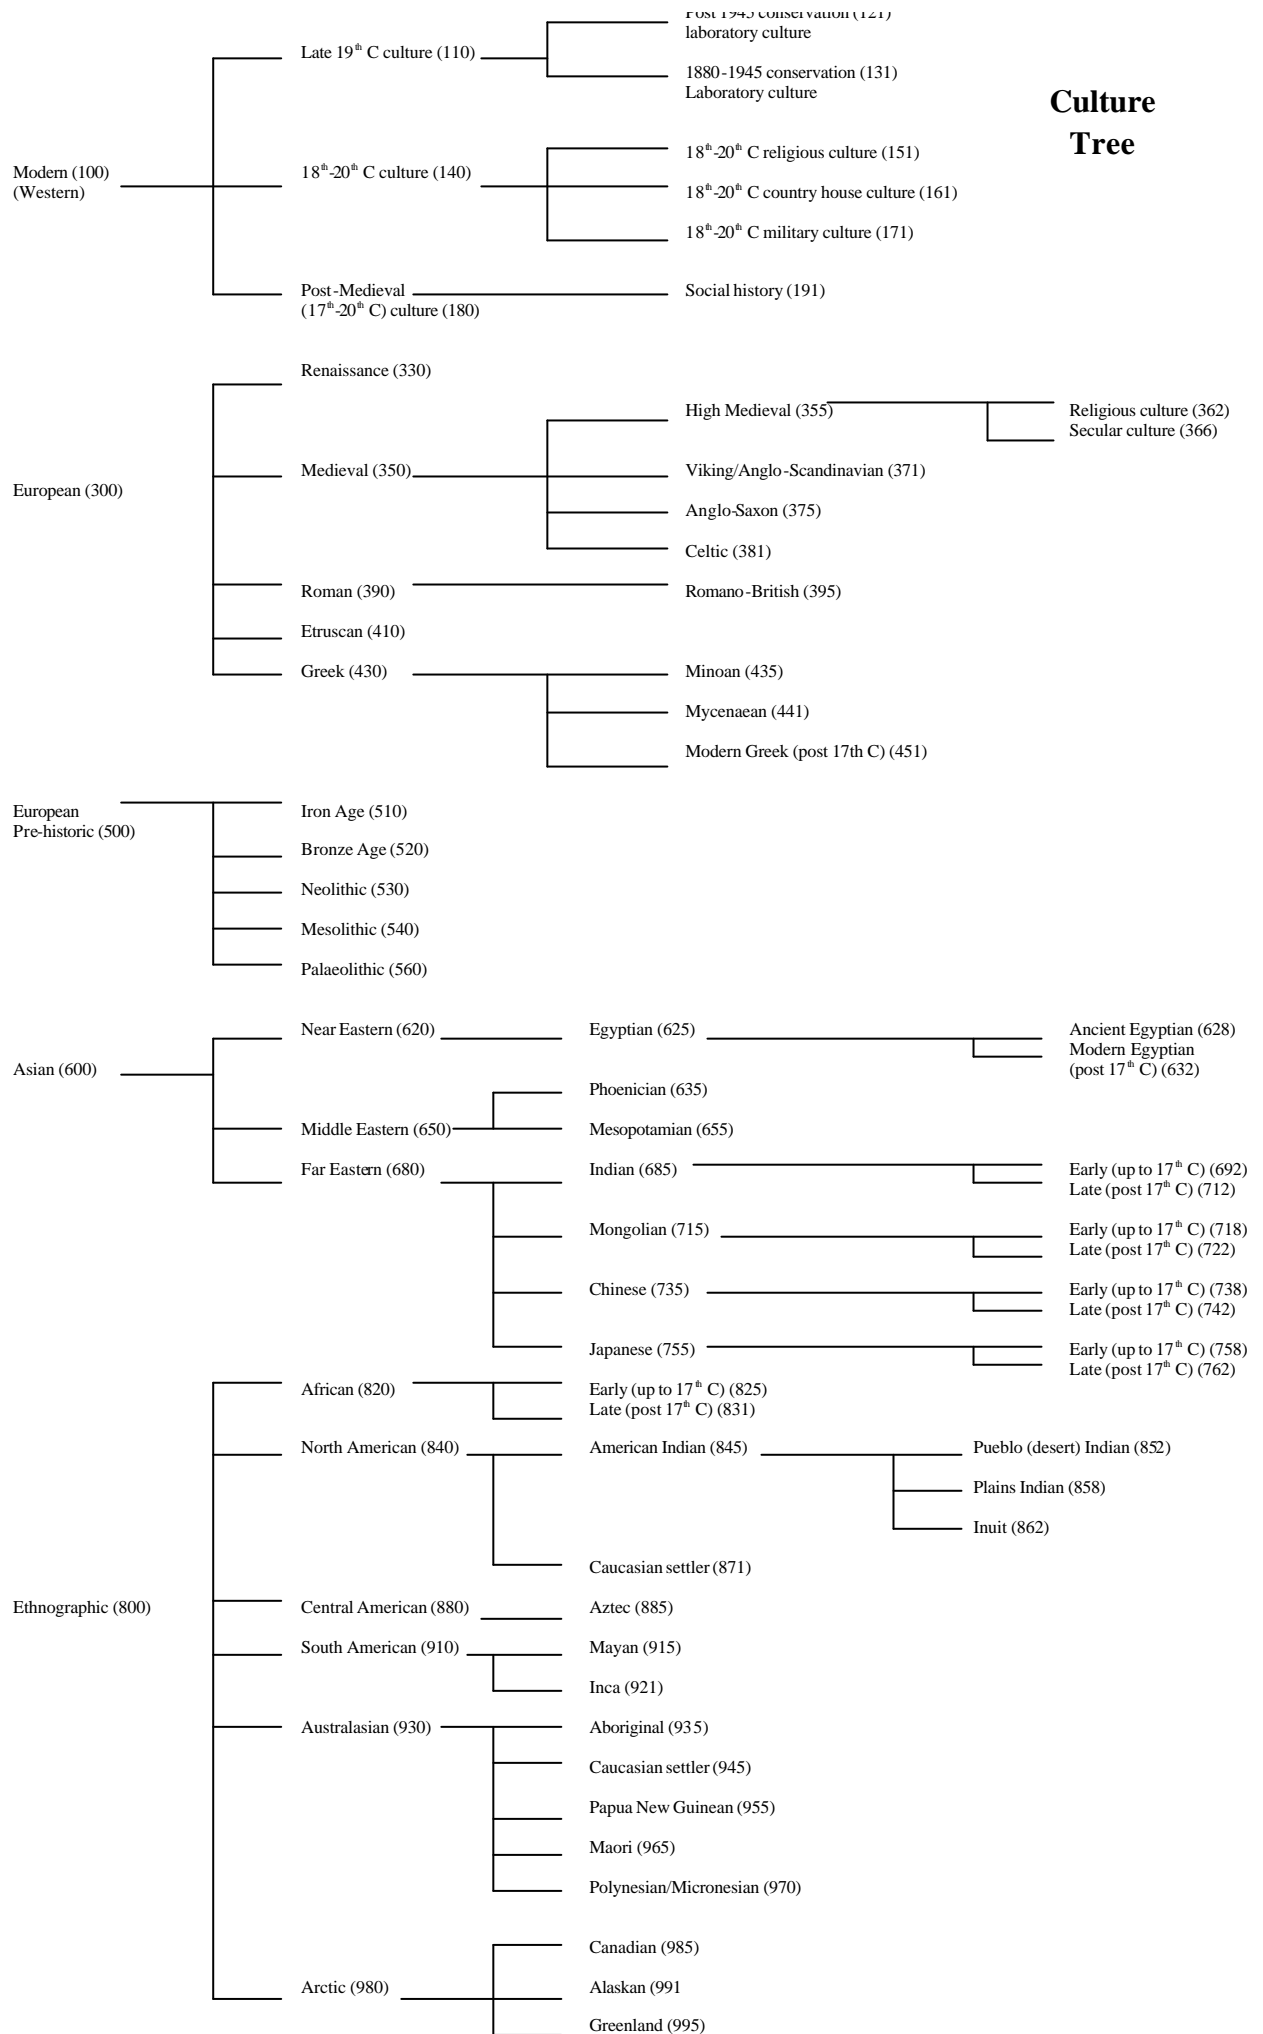 Post 1945 conservation (121)
laboratory culture
Late 19th C culture (110)
1880-1945 conservation (131)
Laboratory culture
Culture
Tree
18th-20th C religious culture (151)
Modern (100)
(Western)
18th-20th C culture (140)
18th-20th C country house culture (161)
18th-20th C military culture (171)
Post-Medieval
(17th-20th C) culture (180)
Social history (191)
Renaissance (330)
High Medieval (355)
Religious culture (362)
Secular culture (366)
Medieval (350)
Viking/Anglo-Scandinavian (371)
European (300)
Anglo-Saxon (375)
Celtic (381)
Roman (390)
Romano-British (395)
Etruscan (410)
Greek (430)
Minoan (435)
Mycenaean (441)
Modern Greek (post 17th C) (451)
European
Pre-historic (500)
Iron Age (510)
Bronze Age (520)
Neolithic (530)
Mesolithic (540)
Palaeolithic (560)
Near Eastern (620)
Egyptian (625)
Ancient Egyptian (628)
Modern Egyptian
(post 17th C) (632)
Asian (600)
Phoenician (635)
Middle Eastern (650)
Mesopotamian (655)
Far Eastern (680)
Indian (685)
Early (up to 17th C) (692)
Late (post 17th C) (712)
Mongolian (715)
Early (up to 17th C) (718)
Late (post 17th C) (722)
Chinese (735)
Early (up to 17th C) (738)
Late (post 17th C) (742)
Japanese (755)
Early (up to 17th C) (758)
Late (post 17th C) (762)
African (820)
Early (up to 17th C) (825)
Late (post 17th C) (831)
North American (840)
American Indian (845)
Pueblo (desert) Indian (852)
Plains Indian (858)
Inuit (862)
Caucasian settler (871)
Ethnographic (800)
Central American (880)
Aztec (885)
South American (910)
Mayan (915)
Inca (921)
Australasian (930)
Aboriginal (935)
Caucasian settler (945)
Papua New Guinean (955)
Maori (965)
Polynesian/Micronesian (970)
Canadian (985)
Arctic (980)
Alaskan (991
Greenland (995)